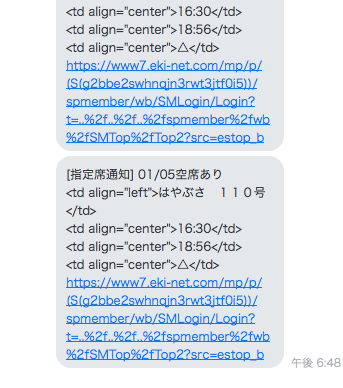 <td align="center">16:30</td>
<td align="center">18:56</td>
<td align="center">△</td>
https://www7.eki-net.com/mp/p/
(S(g2bbe2swhnqjn3rwt3jtf0i5))/
spmember/wb/SMLogin/Login?
t=..%2f..%2f..%2fspmember%2fwb
%2fSMTop%2fTop2?src=estop_b
[指定席通知] 01/05空席あり
<td align="left">はやぶさ　１１０号
</td>
<td align="center">16:30</td>
<td align="center">18:56</td>
<td align="center">△</td>
https://www7.eki-net.com/mp/p/
(S(g2bbe2swhnqjn3rwt3jtf0i5))/
spmember/wb/SMLogin/Login?
t=..%2f..%2f..%2fspmember%2fwb
%2fSMTop%2fTop2?src=estop_b
午後 6:48